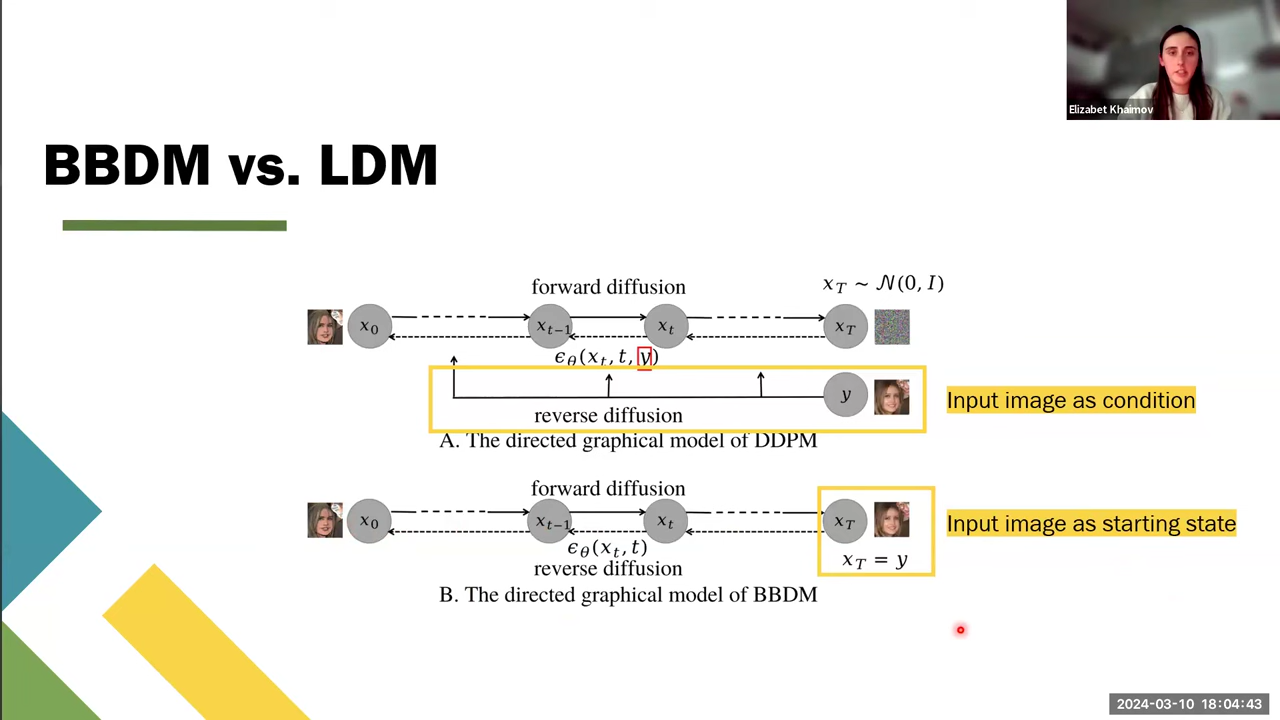 Elizabet Khaimov
BBDM vs. LDM
forward diffusion
x_T ~ 𝒩(0, I)
x_0
x_{t−1}
x_t
x_T
ϵ_θ(x_t, t, y)
y
Input image as condition
reverse diffusion
A. The directed graphical model of DDPM
forward diffusion
x_0
x_{t−1}
x_t
x_T
Input image as starting state
ϵ_θ(x_t, t)
x_T = y
reverse diffusion
B. The directed graphical model of BBDM
2024-03-10 18:04:43